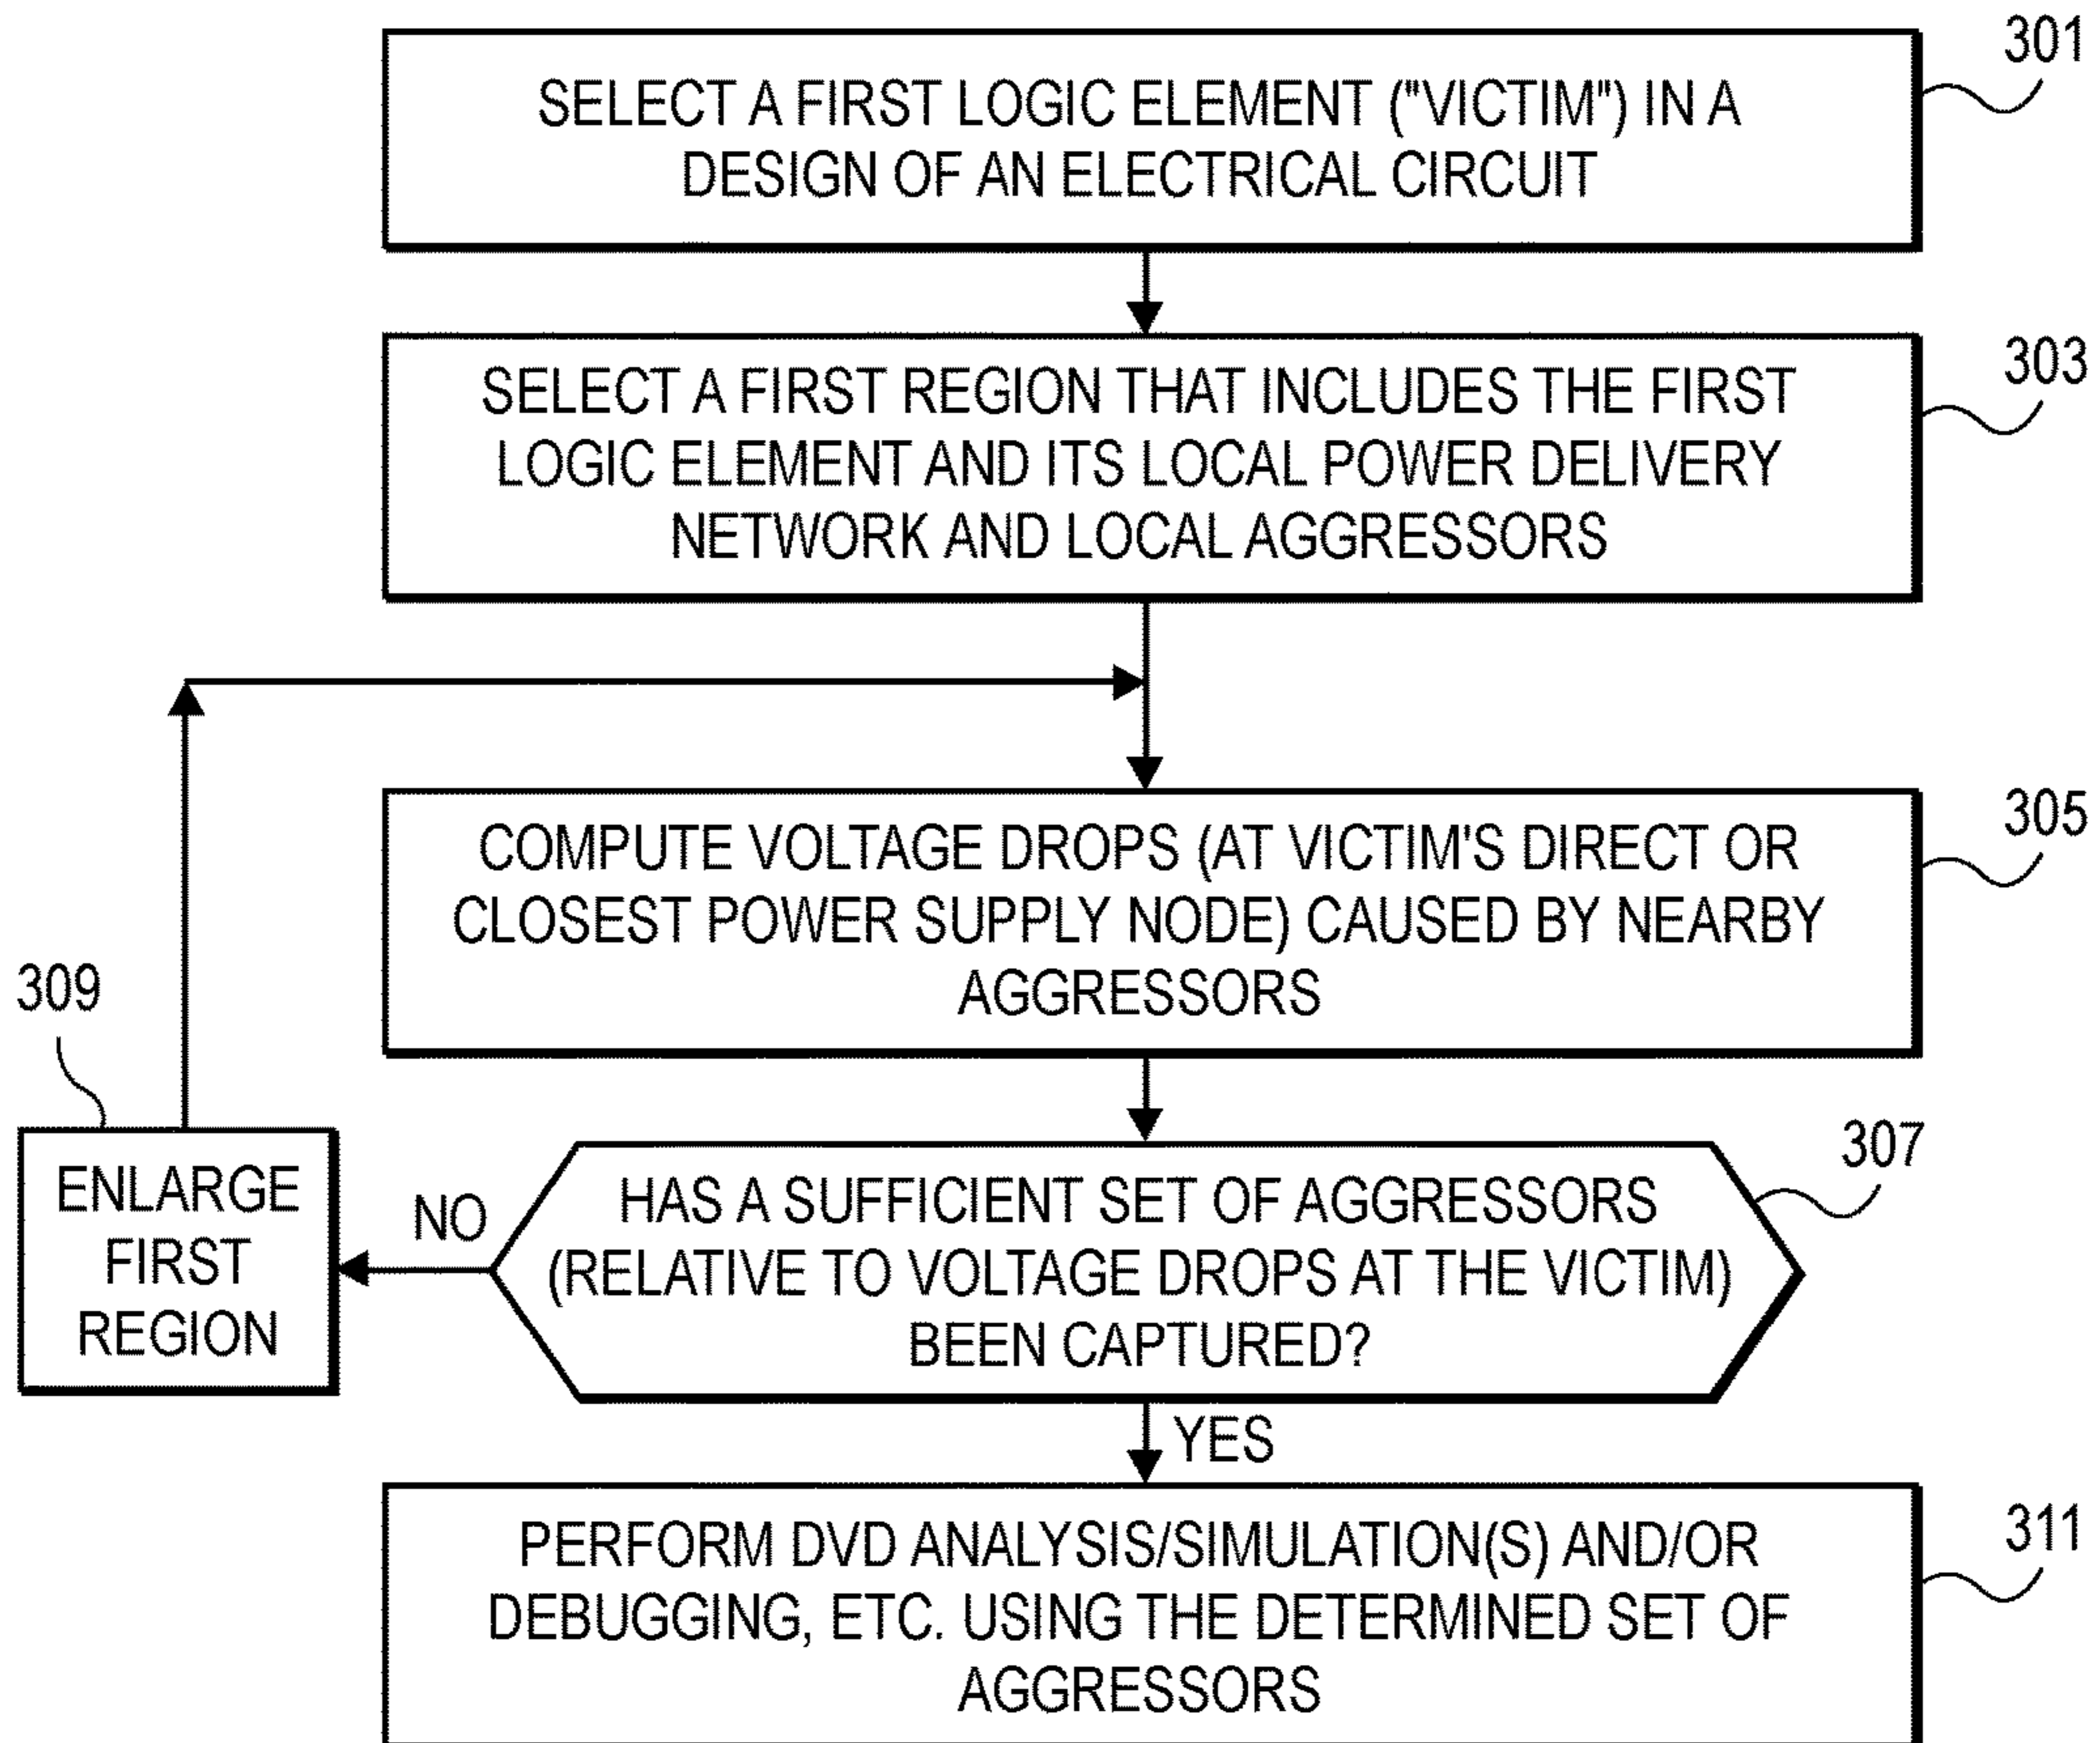 301
SELECT A FIRST LOGIC ELEMENT ("VICTIM") IN A
DESIGN OF AN ELECTRICAL CIRCUIT
303
SELECT A FIRST REGION THAT INCLUDES THE FIRST
LOGIC ELEMENT AND ITS LOCAL POWER DELIVERY
NETWORK AND LOCAL AGGRESSORS
305
COMPUTE VOLTAGE DROPS (AT VICTIM'S DIRECT OR
CLOSEST POWER SUPPLY NODE) CAUSED BY NEARBY
AGGRESSORS
307
HAS A SUFFICIENT SET OF AGGRESSORS
(RELATIVE TO VOLTAGE DROPS AT THE VICTIM)
BEEN CAPTURED?
NO
309
ENLARGE
FIRST
REGION
YES
311
PERFORM DVD ANALYSIS/SIMULATION(S) AND/OR
DEBUGGING, ETC. USING THE DETERMINED SET OF
AGGRESSORS